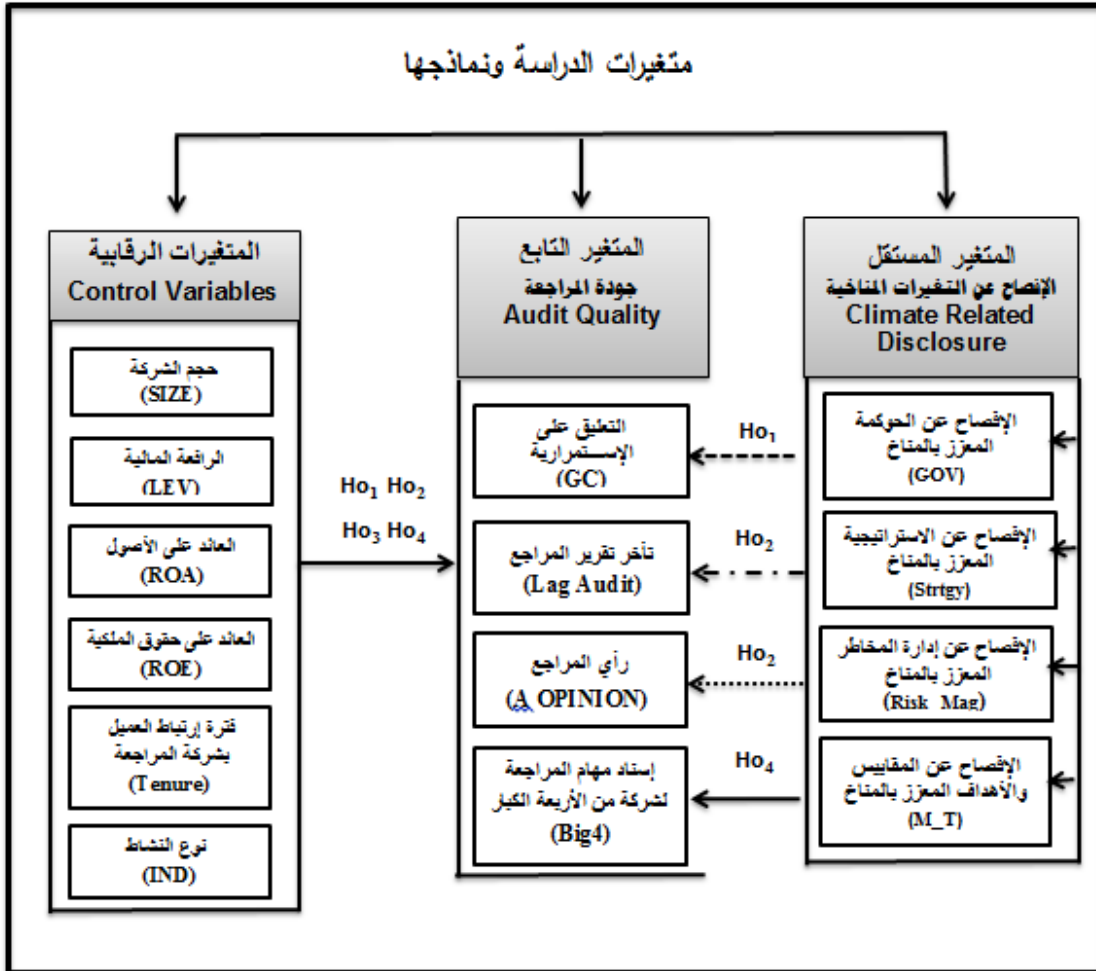 متغيرات الدراسة ونماذجها
المتغير المستقل
الإفصاح عن التغيرات المناخية
Climate Related
Disclosure
الإفصاح عن الحوكمة
المعزز بالمناخ
(GOV)
الإفصاح عن الاستراتيجية
المعزز بالمناخ
(Strtgy)
الإفصاح عن إدارة المخاطر
المعزز بالمناخ
(Risk_Mag)
الإفصاح عن المقاييس
والأهداف المعزز بالمناخ
(M_T)
Ho1
Ho2
Ho2
Ho4
المتغير التابع
جودة المراجعة
Audit Quality
التعليق على
الإستمرارية
(GC)
تأخر تقرير المراجع
(Lag Audit)
رأي المراجع
(A OPINION)
إسناد مهام المراجعة
لشركة من الأربعة الكبار
(Big4)
Ho1 Ho2
Ho3 Ho4
المتغيرات الرقابية
Control Variables
حجم الشركة
(SIZE)
الرافعة المالية
(LEV)
العائد على الأصول
(ROA)
العائد على حقوق الملكية
(ROE)
فترة إرتباط العميل
بشركة المراجعة
(Tenure)
نوع النشاط
(IND)